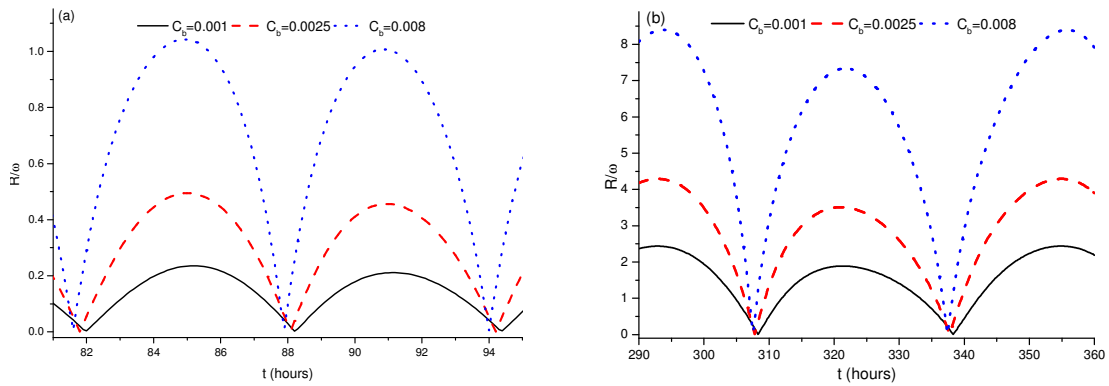 (a)
C_b=0.001 C_b=0.0025 C_b=0.008
1.0
0.8
0.6
0.4
0.2
0.0
R/ω
82 84 86 88 90 92 94
t (hours)
(b)
C_b=0.001 C_b=0.0025 C_b=0.008
8
7
6
5
4
3
2
1
0
R/ω
290 300 310 320 330 340 350 360
t (hours)